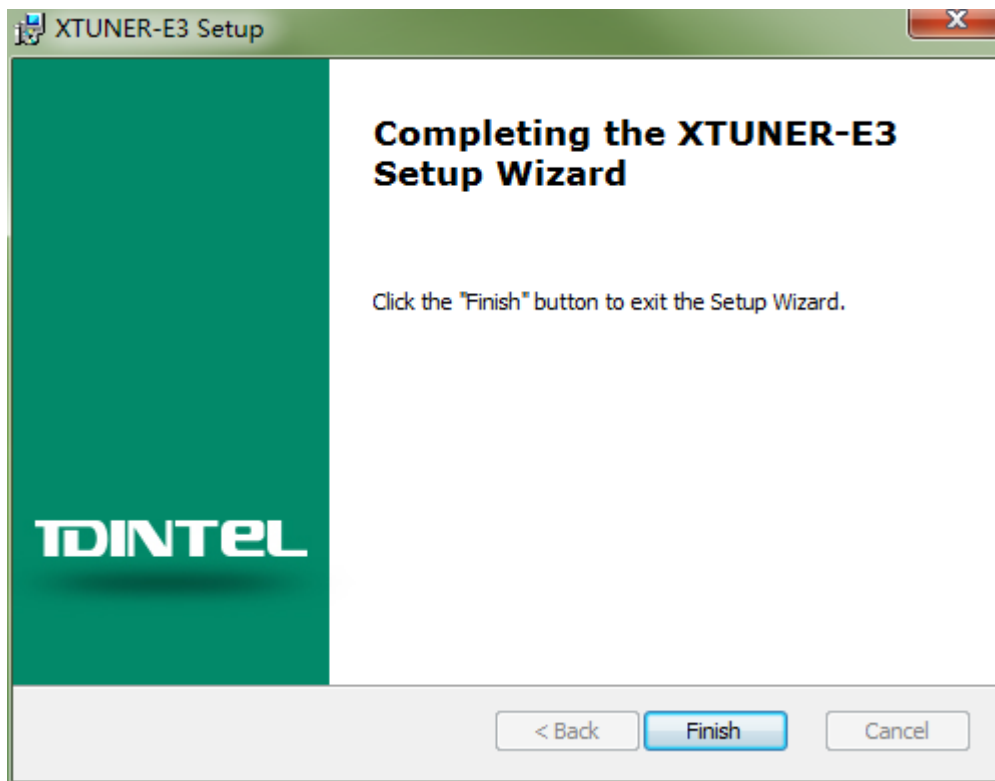 XTUNER-E3 Setup
Completing the XTUNER-E3
Setup Wizard
Click the "Finish" button to exit the Setup Wizard.
TDINTEL
< Back
Finish
Cancel